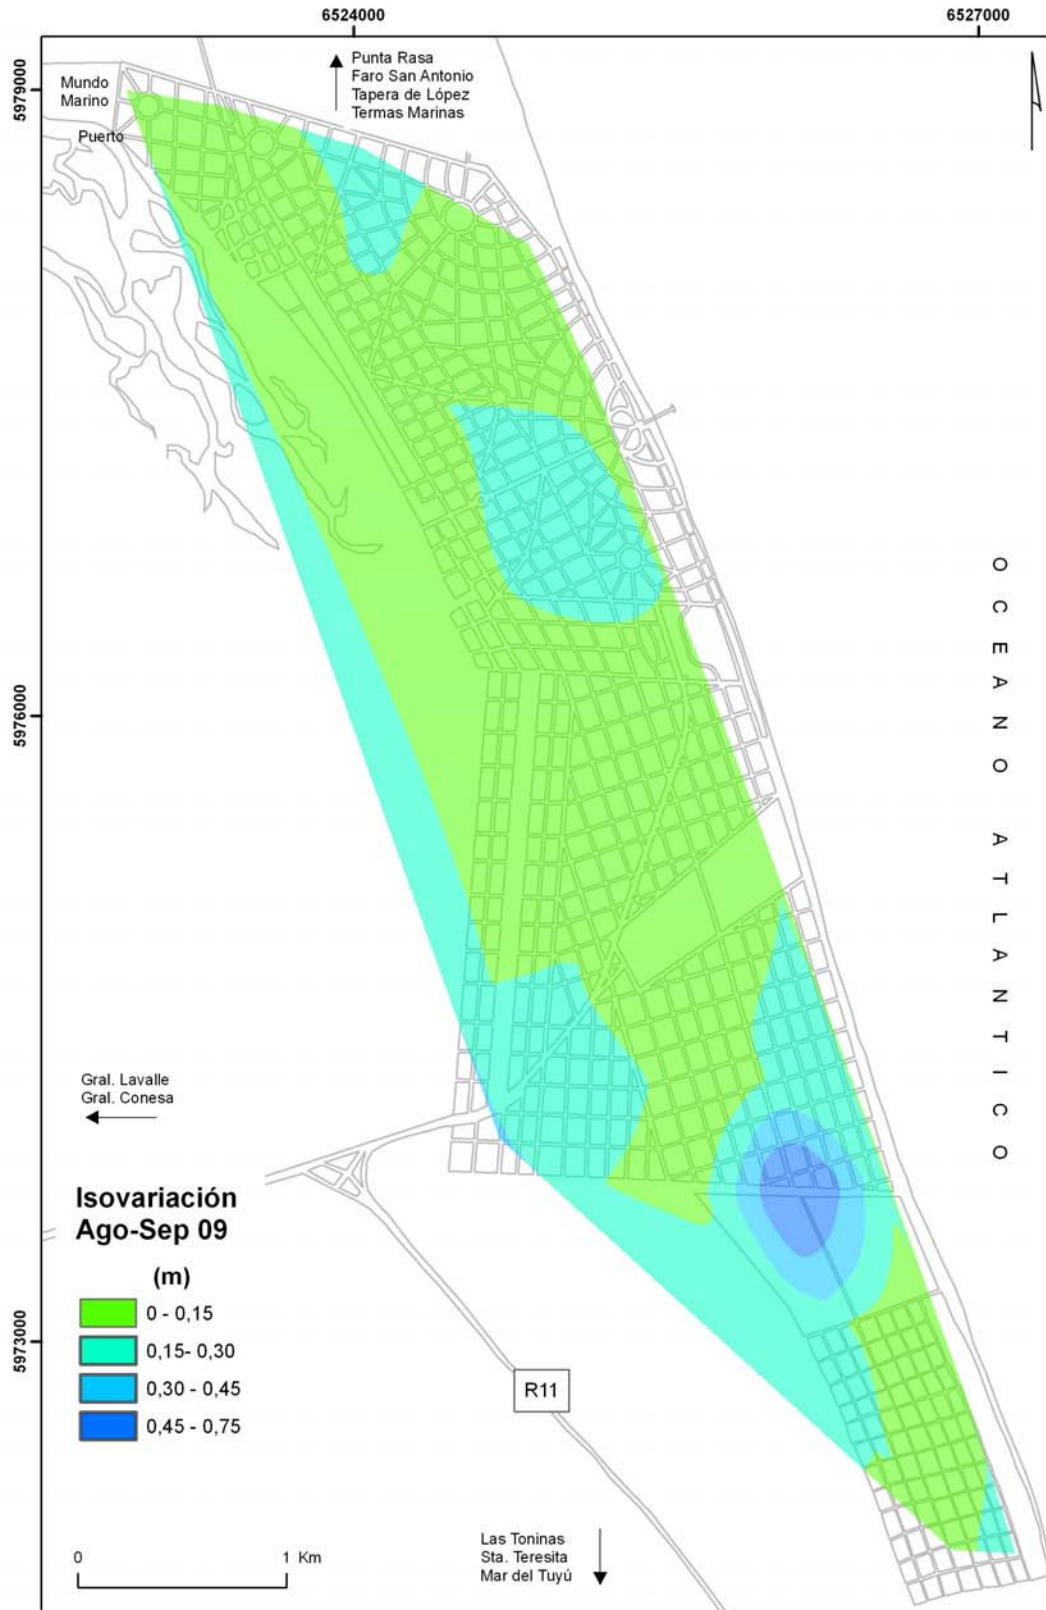 6524000
6527000
5979000
5976000
5973000
Mundo
Marino
Puerto
Punta Rasa
Faro San Antonio
Tapera de López
Termas Marinas
OCEANO ATLANTICO
Gral. Lavalle
Gral. Conesa
Isovariación
Ago-Sep 09
(m)
0 - 0,15
0,15- 0,30
0,30 - 0,45
0,45 - 0,75
R11
0 1 Km
Las Toninas
Sta. Teresita
Mar del Tuyú